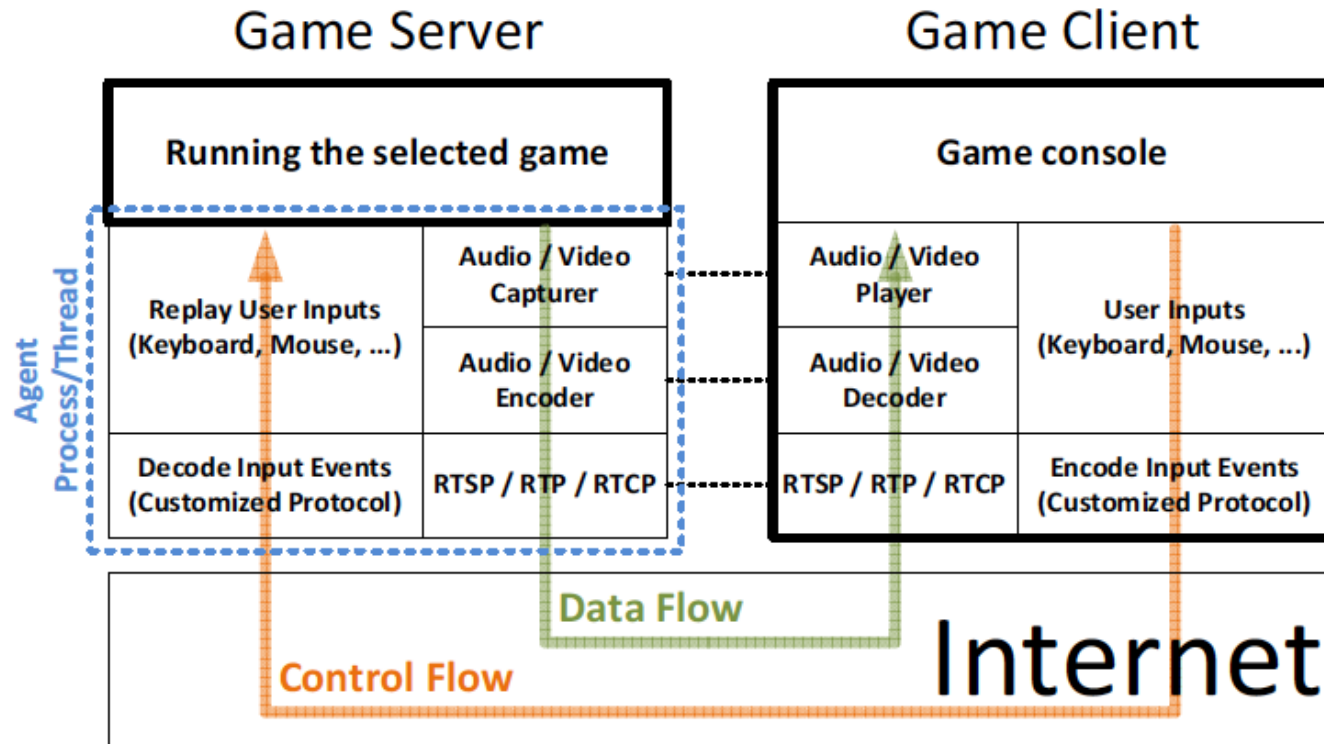 Game Server
Game Client
Running the selected game
Game console
Agent
Process/Thread
Replay User Inputs
(Keyboard, Mouse, ...)
Audio / Video
Capturer
Audio / Video
Encoder
Decode Input Events
(Customized Protocol)
RTSP / RTP / RTCP
Audio / Video
Player
Audio / Video
Decoder
RTSP / RTP / RTCP
User Inputs
(Keyboard, Mouse, ...)
Encode Input Events
(Customized Protocol)
Data Flow
Control Flow
Internet